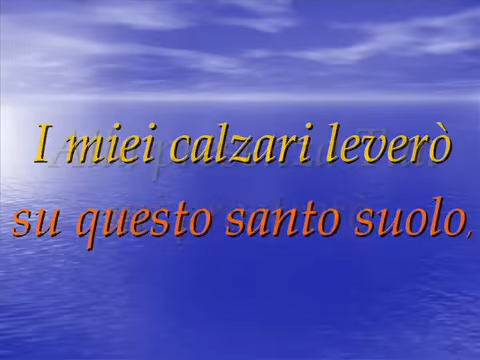 I miei calzari leverò
su questo santo suolo,